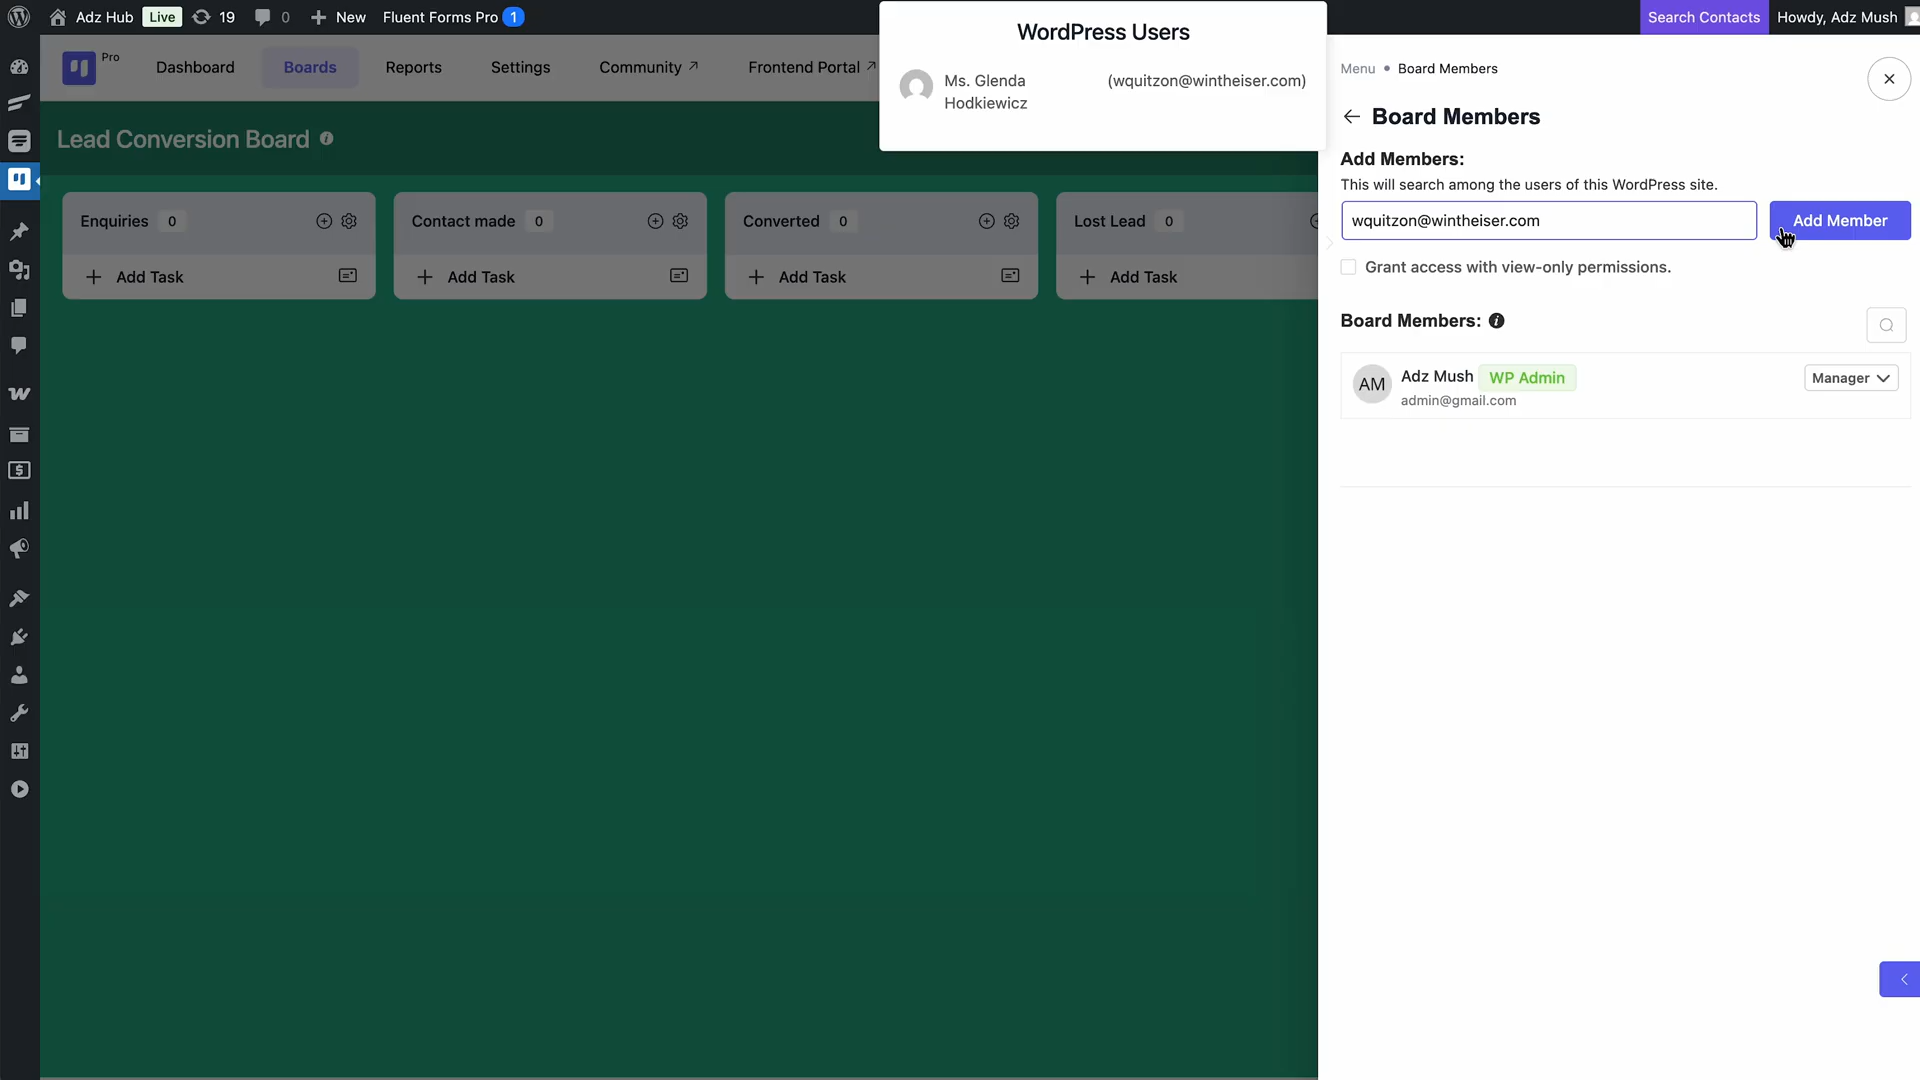 Adz Hub Live 19 0 New Fluent Forms Pro 1
Search Contacts Howdy, Adz Mush
Pro
Dashboard Boards Reports Settings Community Frontend Portal
WordPress Users
Ms. Glenda
Hodkiewicz
(wquitzon@wintheiser.com)
Lead Conversion Board
Enquiries 0
Add Task
Contact made 0
Add Task
Converted 0
Add Task
Lost Lead 0
Add Task
Menu • Board Members
Board Members
Add Members:
This will search among the users of this WordPress site.
wquitzon@wintheiser.com
Add Member
Grant access with view-only permissions.
Board Members:
AM
Adz Mush WP Admin
admin@gmail.com
Manager